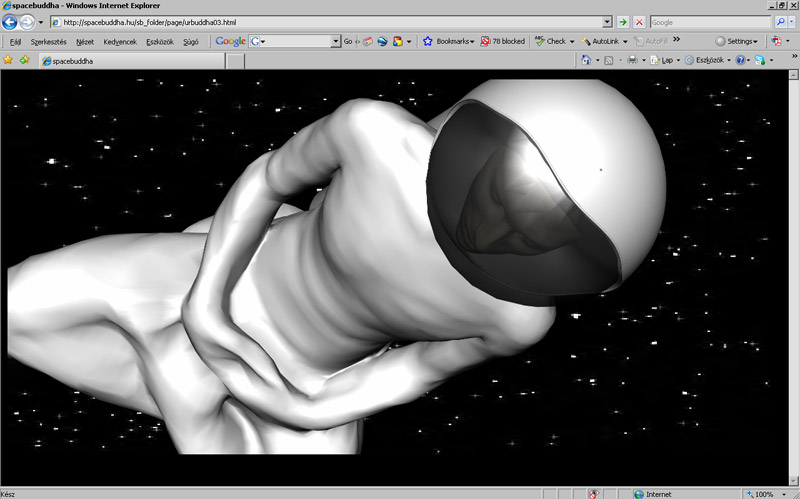 spacebuddha - Windows Internet Explorer
http://spacebuddha.hu/sb_folder/page/urbuddha03.html
Google
Fájl Szerkesztés Nézet Kedvencek Eszközök Súgó
Google G Go Bookmarks 78 blocked ABC Check AutoLink AutoFill Settings
spacebuddha
Lap Eszközök
Kész
Internet
100%